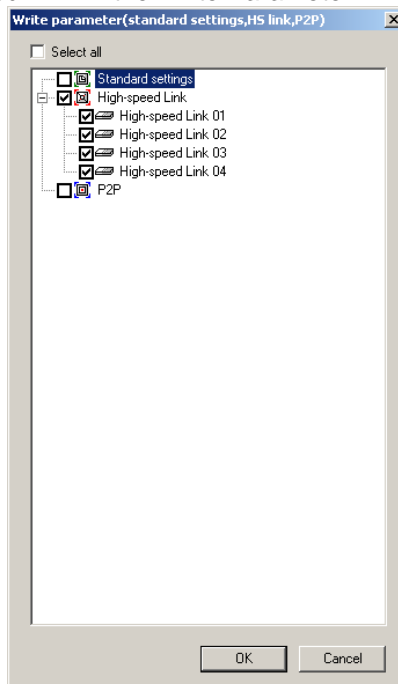 Write parameter(standard settings,HS link,P2P)
Select all
Standard settings
High-speed Link
High-speed Link 01
High-speed Link 02
High-speed Link 03
High-speed Link 04
P2P
OK Cancel